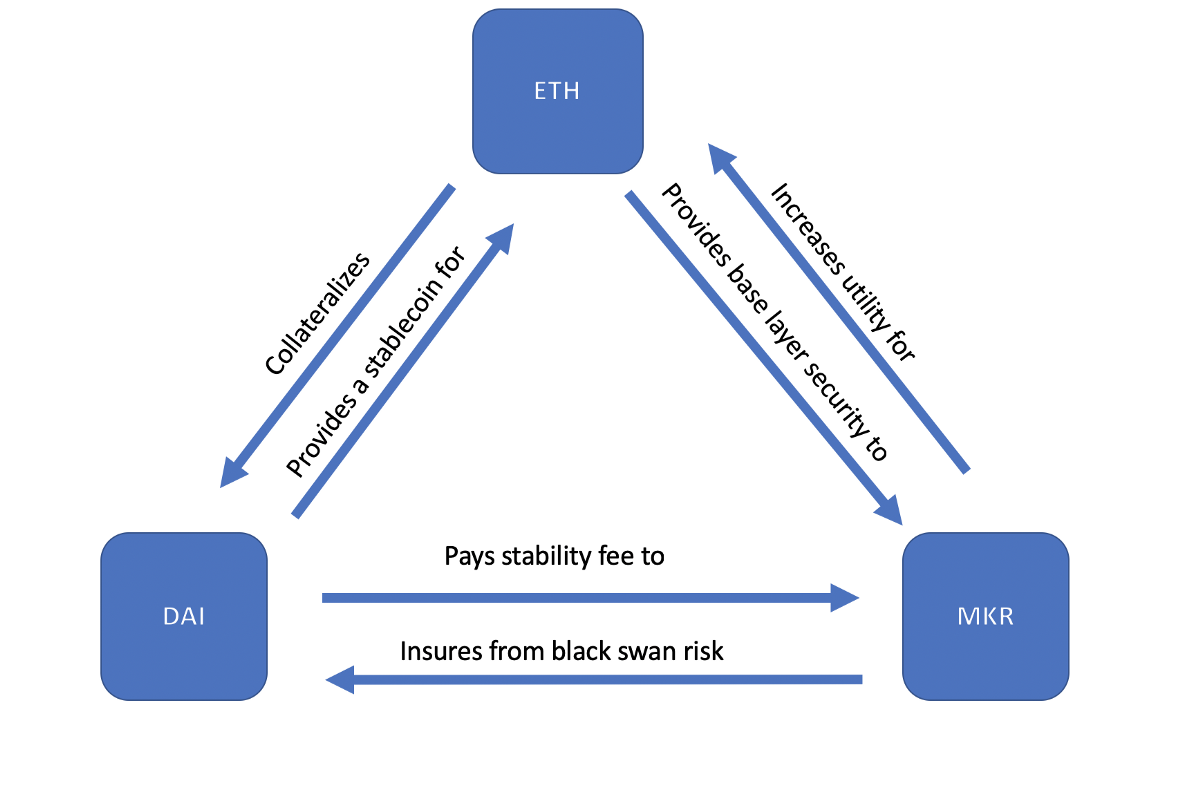 ETH
Collateralizes
Provides a stablecoin for
Provides base layer security to
Increases utility for
Pays stability fee to
DAI
MKR
Insures from black swan risk